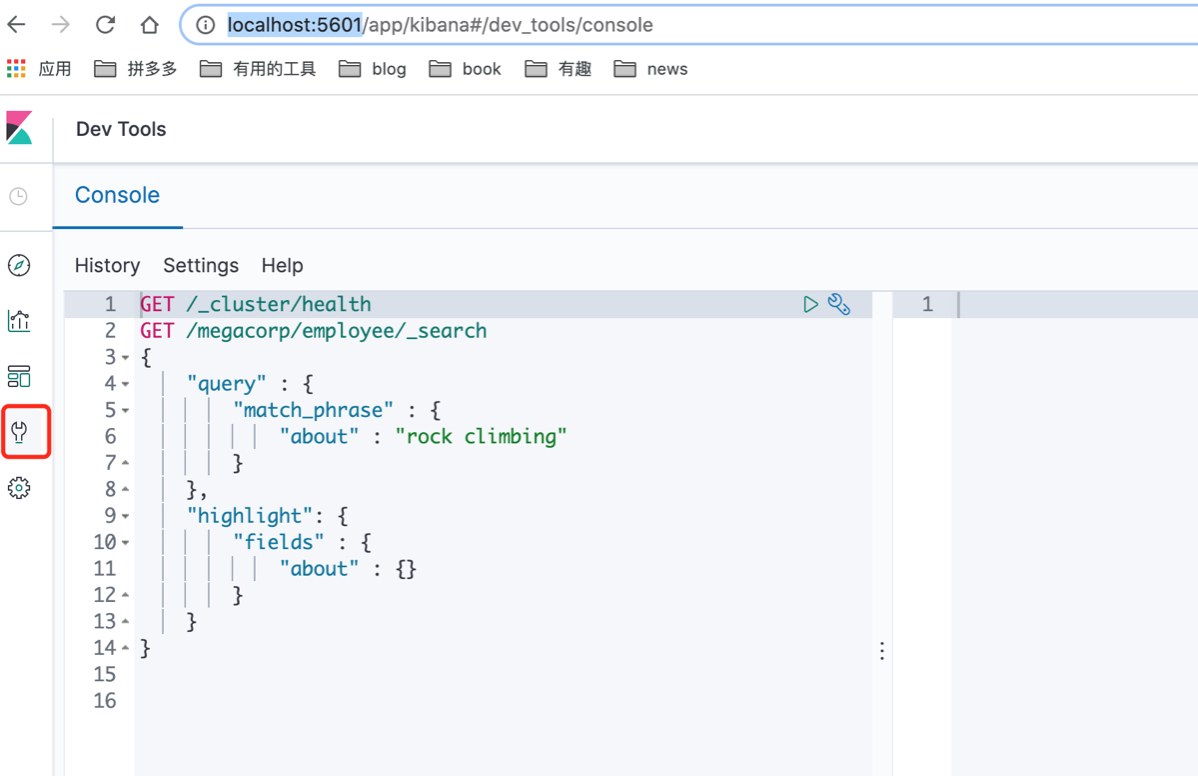 localhost:5601/app/kibana#/dev_tools/console
应用 拼多多 有用的工具 blog book 有趣 news
Dev Tools
Console
History Settings Help
1 GET /_cluster/health 1
2 GET /megacorp/employee/_search
3 {
4 "query" : {
5 "match_phrase" : {
6 "about" : "rock climbing"
7 }
8 },
9 "highlight": {
10 "fields" : {
11 "about" : {}
12 }
13 }
14 }
15
16